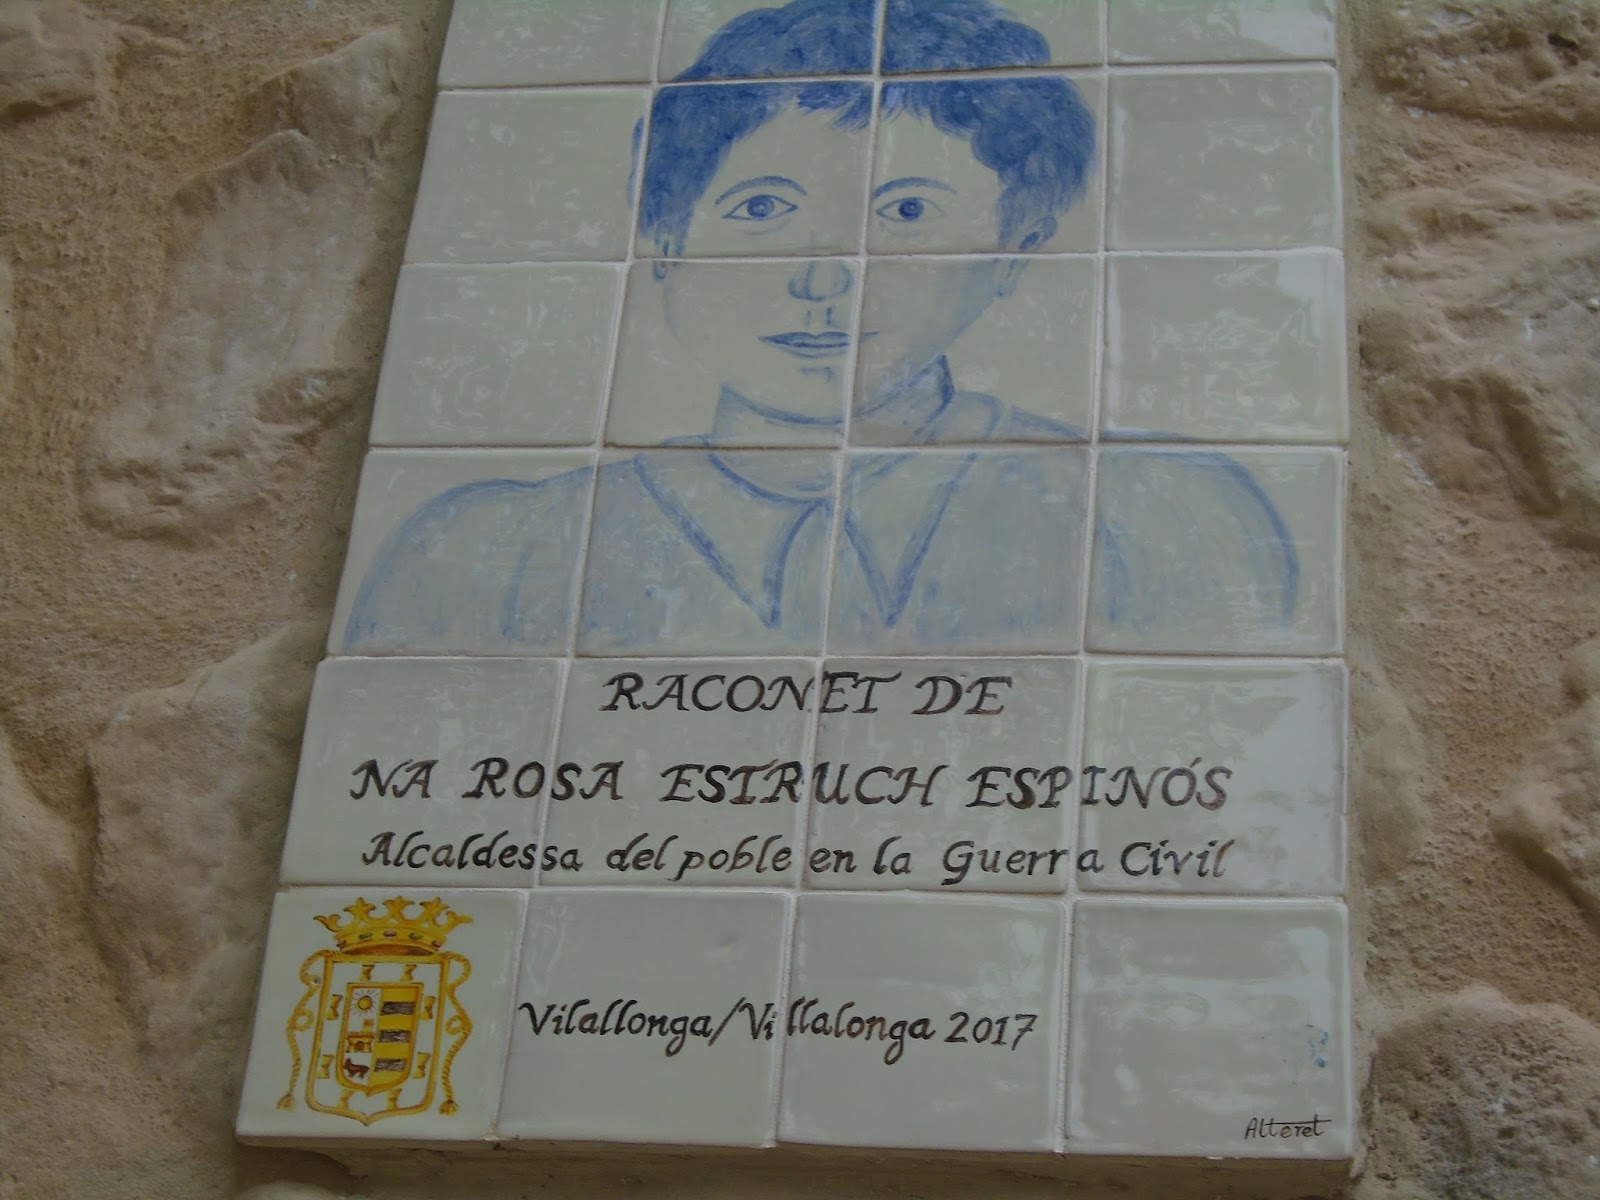 RACONET DE
NA ROSA ESTRUCH ESPINÓS
Alcaldessa del poble en la Guerra Civil
Vilallonga/Villalonga 2017
Alteret